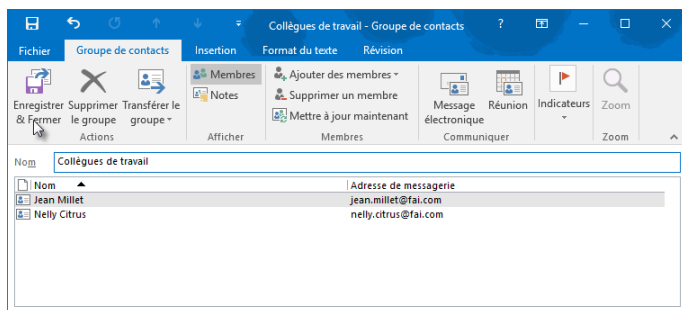 Collègues de travail - Groupe de contacts ?
Fichier Groupe de contacts Insertion Format du texte Révision
Enregistrer & Fermer
Supprimer le groupe
Transférer le groupe
Actions
Membres
Notes
Afficher
Ajouter des membres
Supprimer un membre
Mettre à jour maintenant
Membres
Message électronique
Réunion
Communiquer
Indicateurs
Zoom
Zoom
Nom Collègues de travail
Nom Adresse de messagerie
Jean Millet jean.millet@fai.com
Nelly Citrus nelly.citrus@fai.com